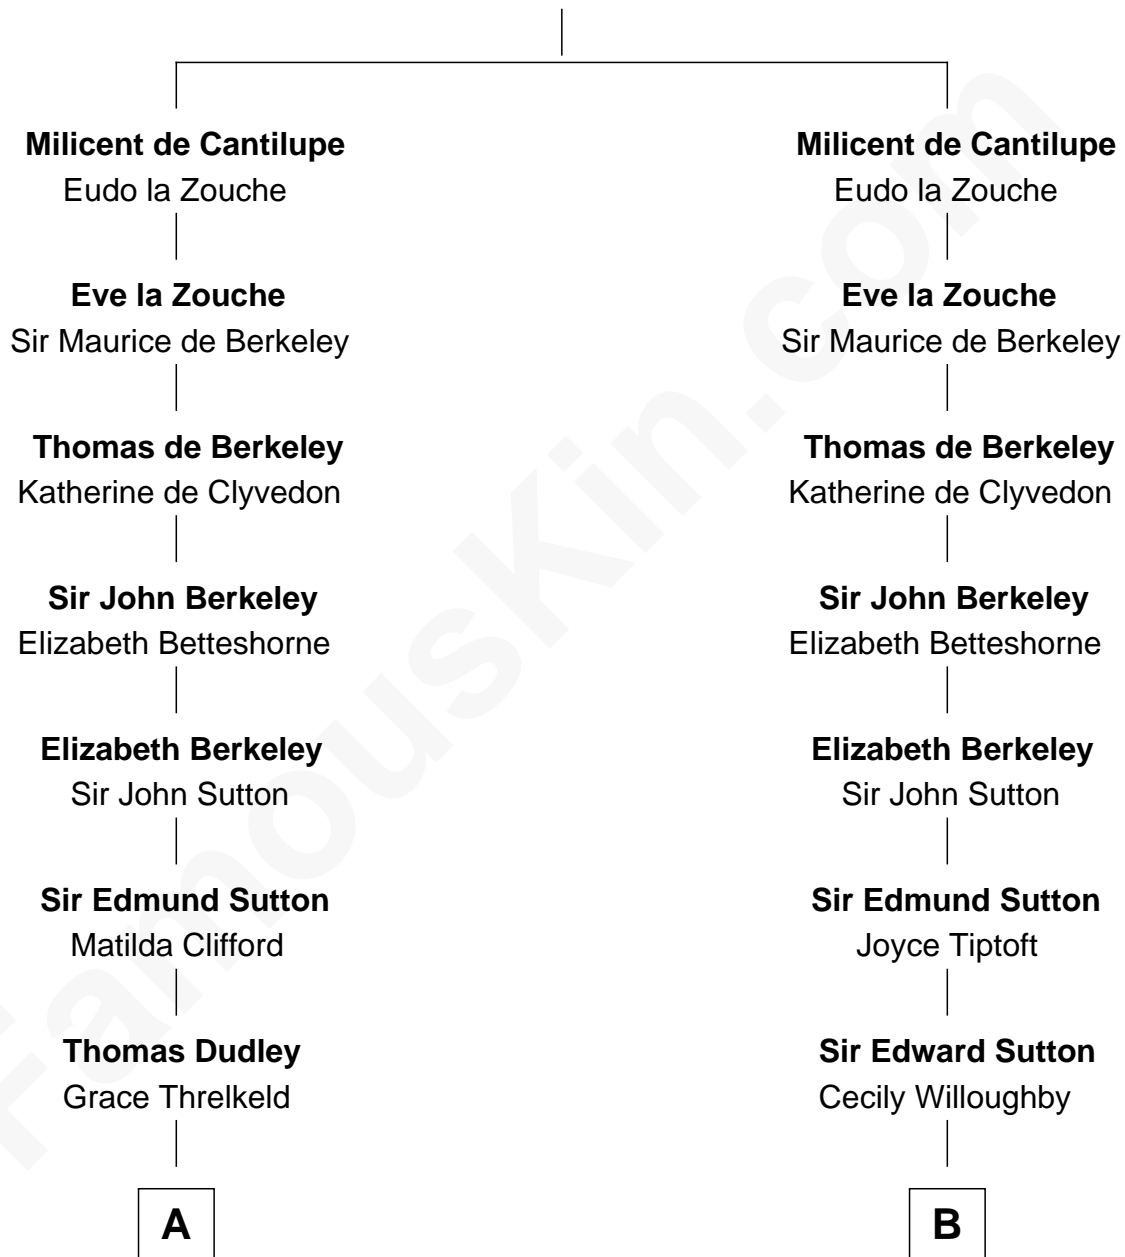 Milicent de Cantilupe
Eudo la Zouche
Eve la Zouche
Sir Maurice de Berkeley
Thomas de Berkeley
Katherine de Clyvedon
Sir John Berkeley
Elizabeth Betteshorne
Elizabeth Berkeley
Sir John Sutton
Sir Edmund Sutton
Matilda Clifford
Thomas Dudley
Grace Threlkeld
A
Milicent de Cantilupe
Eudo la Zouche
Eve la Zouche
Sir Maurice de Berkeley
Thomas de Berkeley
Katherine de Clyvedon
Sir John Berkeley
Elizabeth Betteshorne
Elizabeth Berkeley
Sir John Sutton
Sir Edmund Sutton
Joyce Tiptoft
Sir Edward Sutton
Cecily Willoughby
B
FamousKin.com